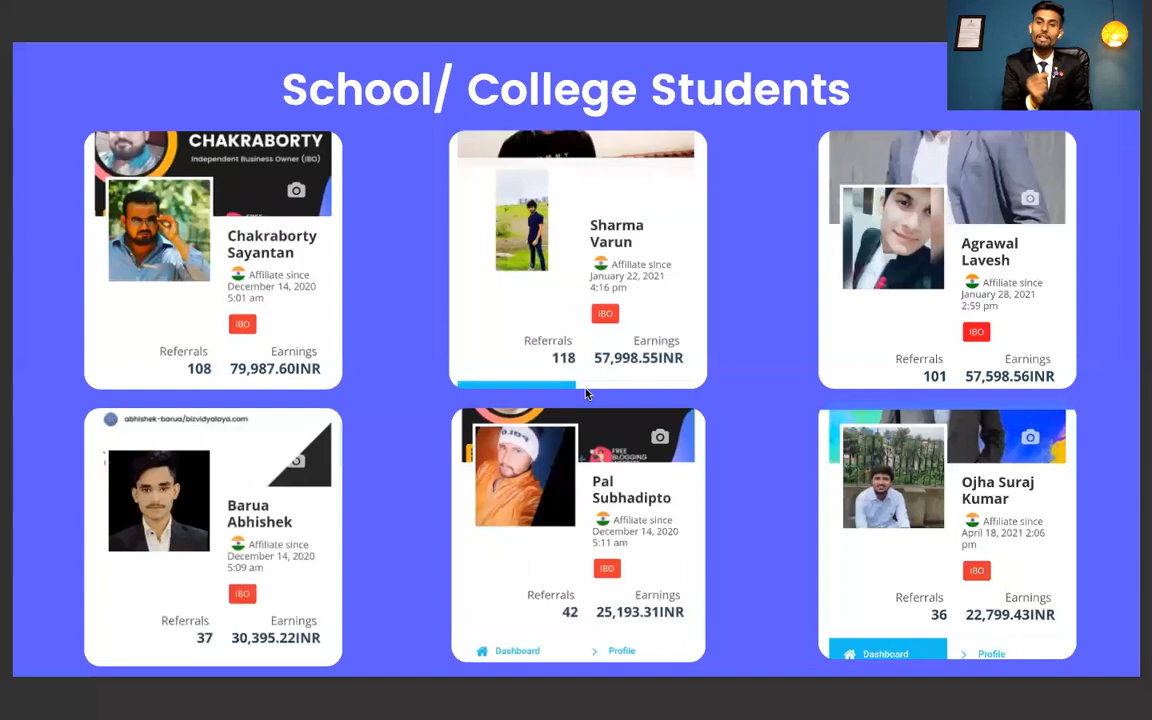 School/ College Students
CHAKRABORTY
Independent Business Owner (IBO)
Chakraborty
Sayantan
Affiliate since
December 14, 2020
5:01 am
IBO
Referrals
Earnings
108
79,987.60INR
Sharma
Varun
Affiliate since
January 22, 2021
4:16 pm
IBO
Referrals
Earnings
118
57,998.55INR
Agrawal
Lavesh
Affiliate since
January 28, 2021
2:59 pm
IBO
Referrals
Earnings
101
57,598.56INR
abhishek-barua/bizvidyalaya.com
Barua
Abhishek
Affiliate since
December 14, 2020
5:09 am
IBO
Referrals
Earnings
37
30,395.22INR
FREE
BLOGGING
Pal
Subhadipto
Affiliate since
December 14, 2020
5:11 am
IBO
Referrals
Earnings
42
25,193.31INR
Dashboard
Profile
Ojha Suraj
Kumar
Affiliate since
April 18, 2021 2:06
pm
IBO
Referrals
Earnings
36
22,799.43INR
Dashboard
Profile